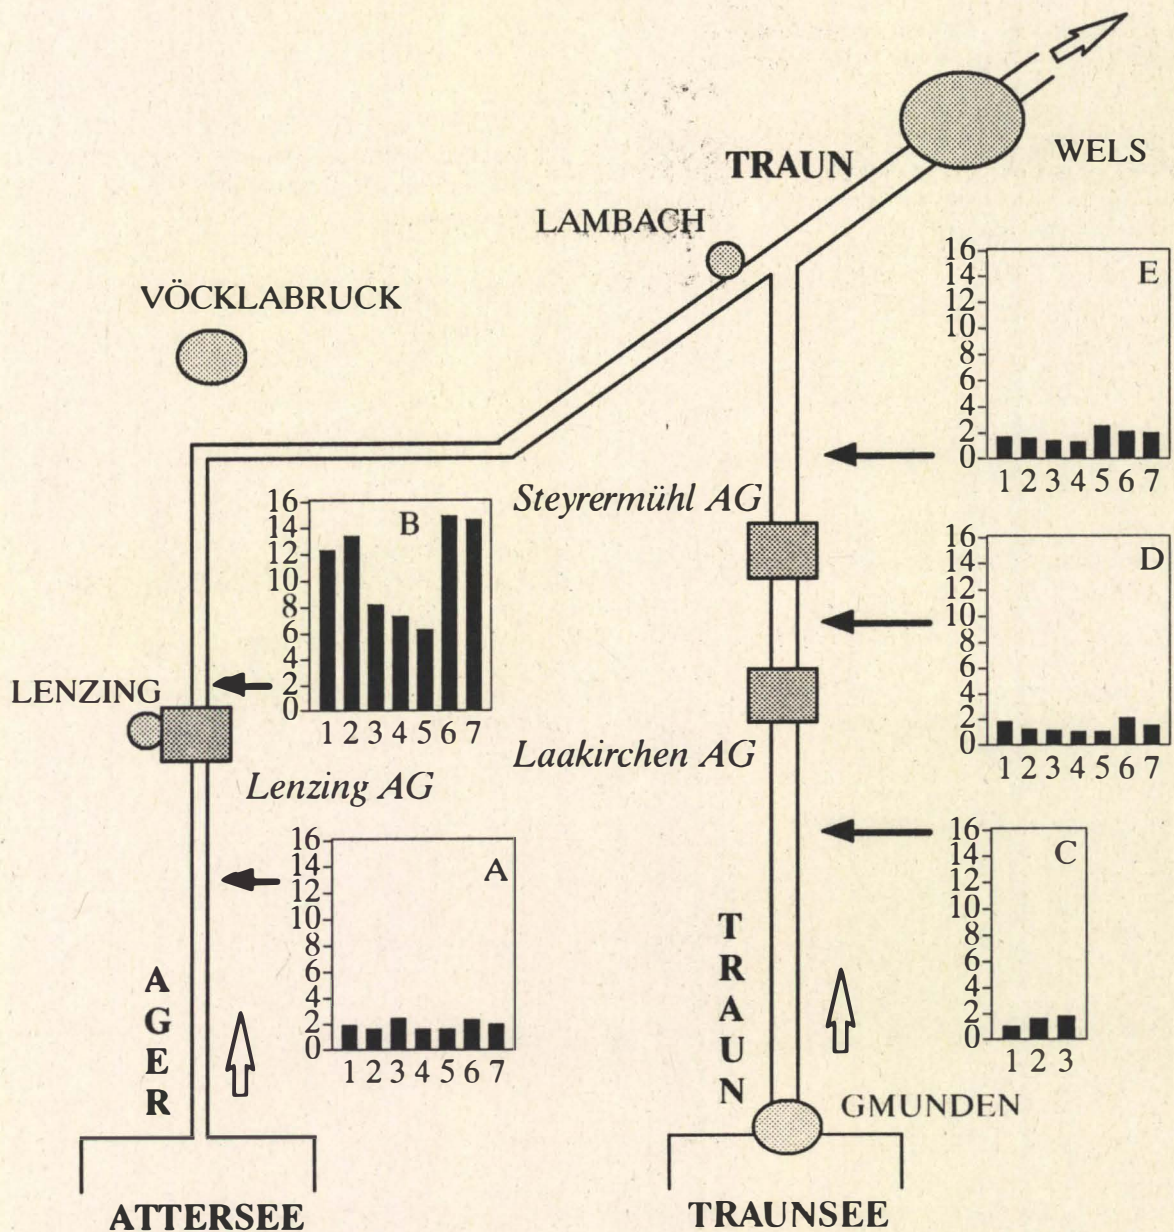 WELS
TRAUN
LAMBACH
VÖCKLABRUCK
16
14
12
10
8
6
4
2
0
E
1 2 3 4 5 6 7
Steyrermühl AG
16
14
12
10
8
6
4
2
0
B
1 2 3 4 5 6 7
16
14
12
10
8
6
4
2
0
D
1 2 3 4 5 6 7
LENZING
Lenzing AG
Laakirchen AG
16
14
12
10
8
6
4
2
0
A
1 2 3 4 5 6 7
16
14
12
10
8
6
4
2
0
C
1 2 3
AGER
TRAUN
GMUNDEN
ATTERSEE
TRAUNSEE